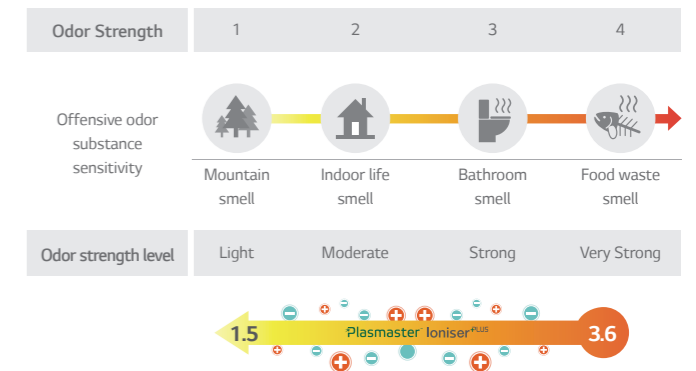 Odor Strength 1 2 3 4
Offensive odor
substance
sensitivity
Mountain Indoor life Bathroom Food waste
smell smell smell smell
Odor strength level Light Moderate Strong Very Strong
1.5 Plasmaster Ioniser PLUS 3.6